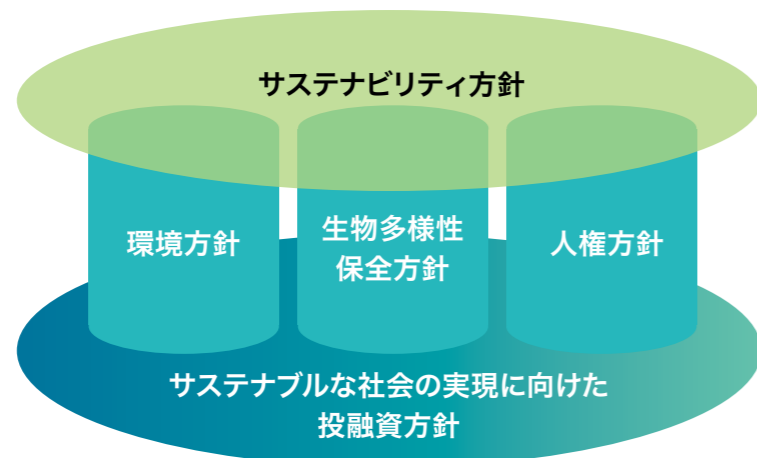 サステナビリティ方針
環境方針
生物多様性
保全方針
人権方針
サステナブルな社会の実現に向けた
投融資方針